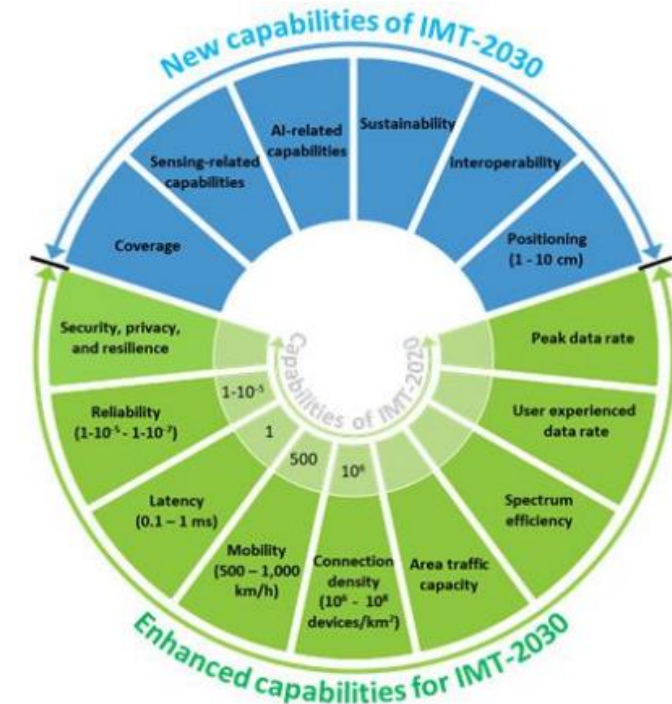 New capabilities of IMT-2030
Coverage
Sensing-related
capabilities
AI-related
capabilities
Sustainability
Interoperability
Positioning
(1 - 10 cm)
Security, privacy,
and resilience
Reliability
(1-10⁻⁵ - 1-10⁻⁷)
Latency
(0.1 – 1 ms)
Mobility
(500 – 1,000
km/h)
Connection
density
(10⁶ - 10⁸
devices/km²)
Area traffic
capacity
Spectrum
efficiency
User experienced
data rate
Peak data rate
Capabilities of IMT-2020
1-10⁻⁵
1
500
10⁶
Enhanced capabilities for IMT-2030